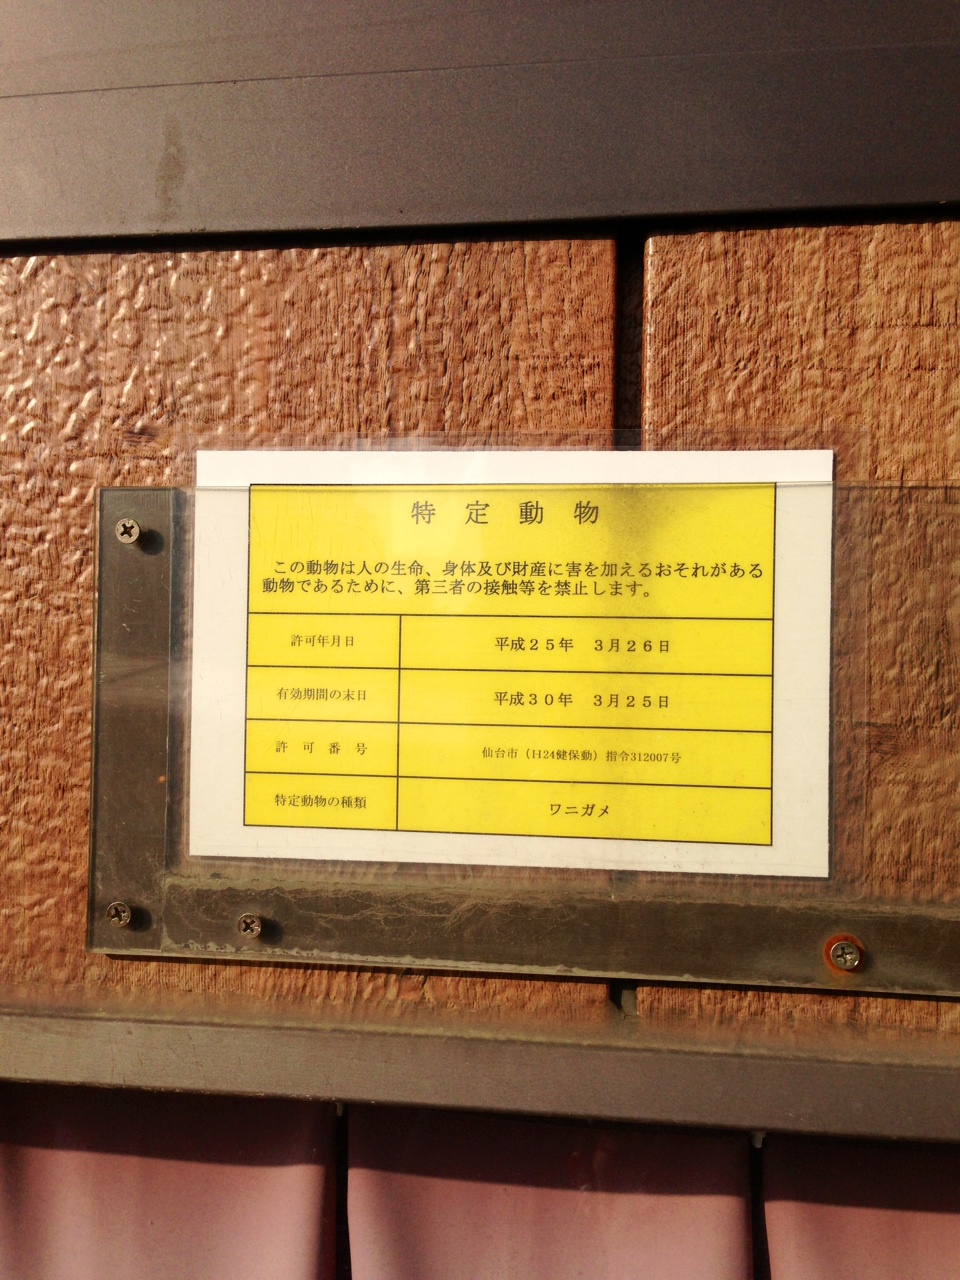 特 定 動 物
この動物は人の生命、身体及び財産に害を加えるおそれがある
動物であるために、第三者の接触等を禁止します。
許可年月日 平成25年 3月26日
有効期間の末日 平成30年 3月25日
許 可 番 号 仙台市(H24健保動)指令312007号
特定動物の種類 ワニガメ